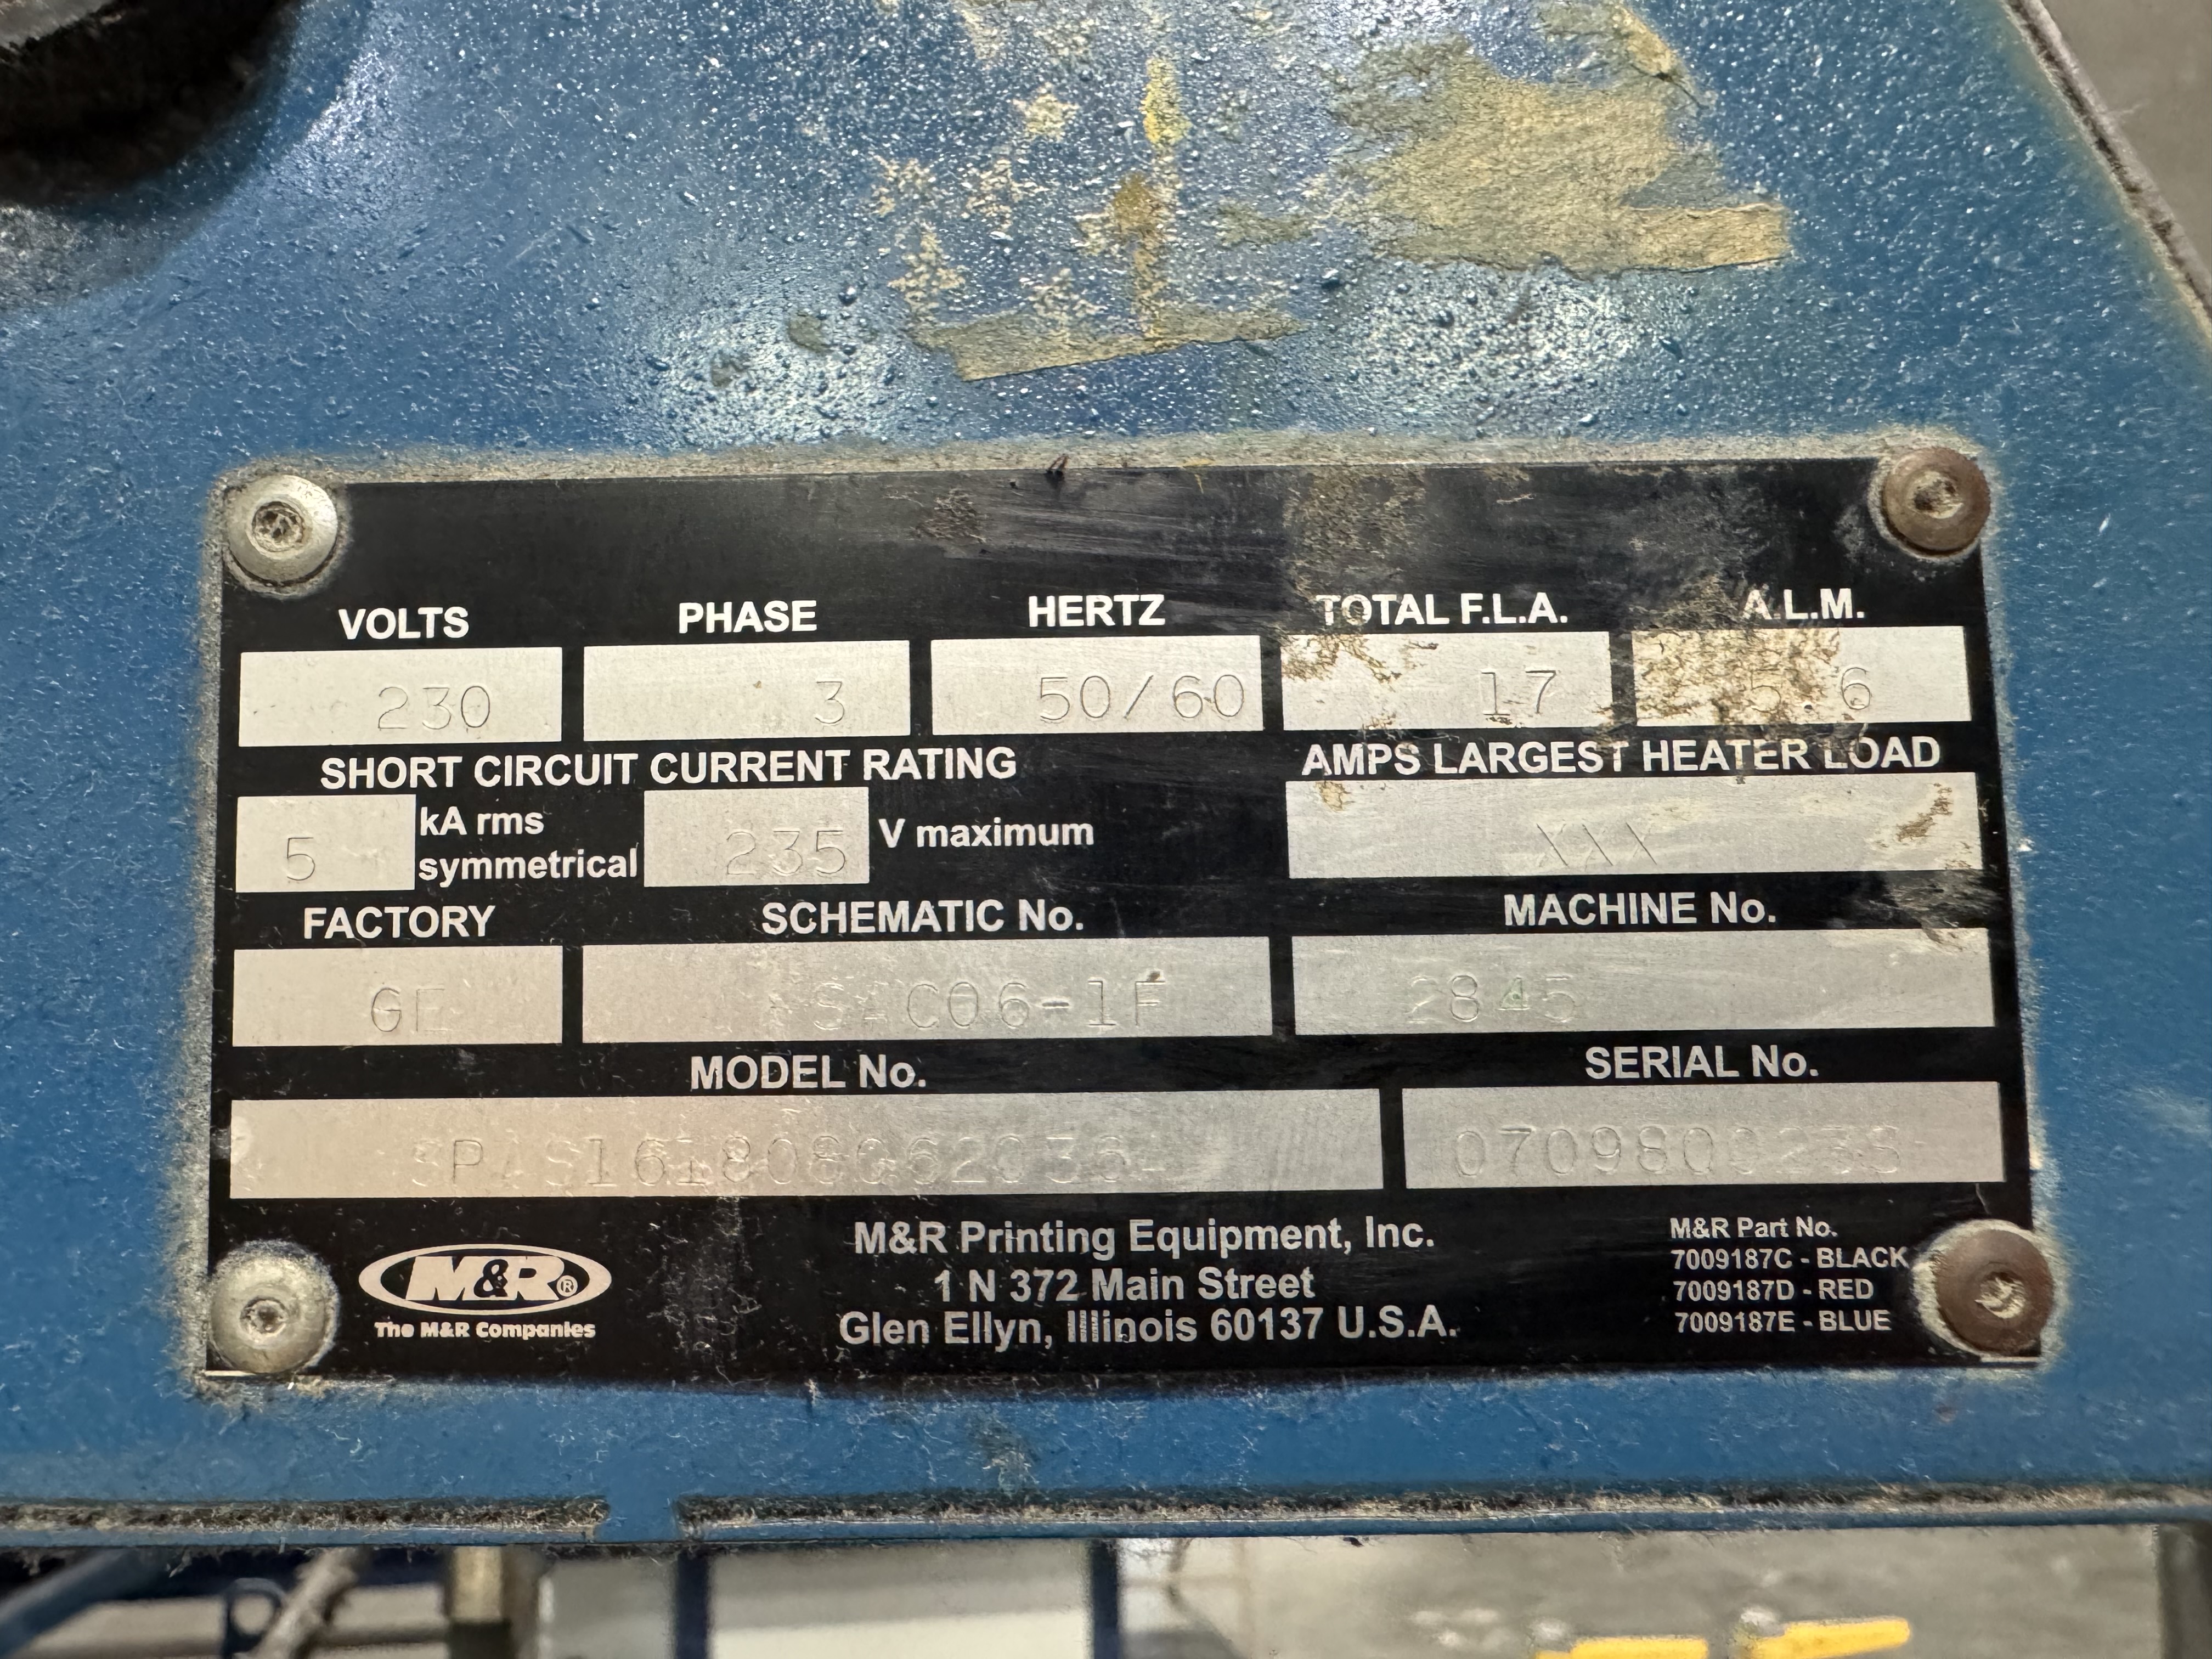 VOLTS PHASE HERTZ TOTAL F.L.A. A.L.M.
230 3 50/60 17 5 6
SHORT CIRCUIT CURRENT RATING AMPS LARGEST HEATER LOAD
5 kA rms symmetrical 235 V maximum XXX
FACTORY SCHEMATIC No. MACHINE No.
GE 2845
MODEL No. SERIAL No.
M&R®
The M&R Companies
M&R Printing Equipment, Inc.
1 N 372 Main Street
Glen Ellyn, Illinois 60137 U.S.A.
M&R Part No.
7009187C - BLACK
7009187D - RED
7009187E - BLUE